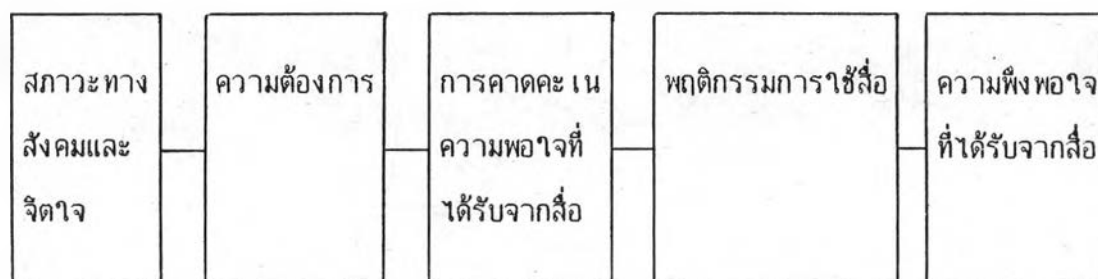 สภาวะทาง
สังคมและ
จิตใจ
ความต้องการ
การคาดคะเน
ความพอใจที่
ได้รับจากสื่อ
พฤติกรรมการใช้สื่อ
ความพึงพอใจ
ที่ได้รับจากสื่อ